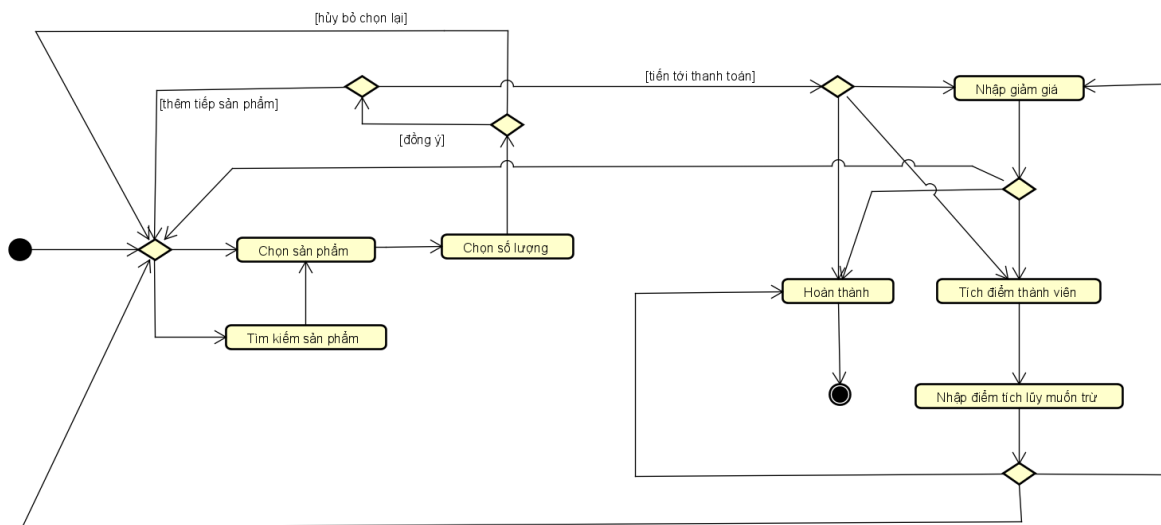 [hủy bỏ chọn lại]
[tiến tới thanh toán]
Nhập giảm giá
[thêm tiếp sản phẩm]
[đồng ý]
Chọn sản phẩm
Chọn số lượng
Hoàn thành
Tích điểm thành viên
Tìm kiếm sản phẩm
Nhập điểm tích lũy muốn trừ